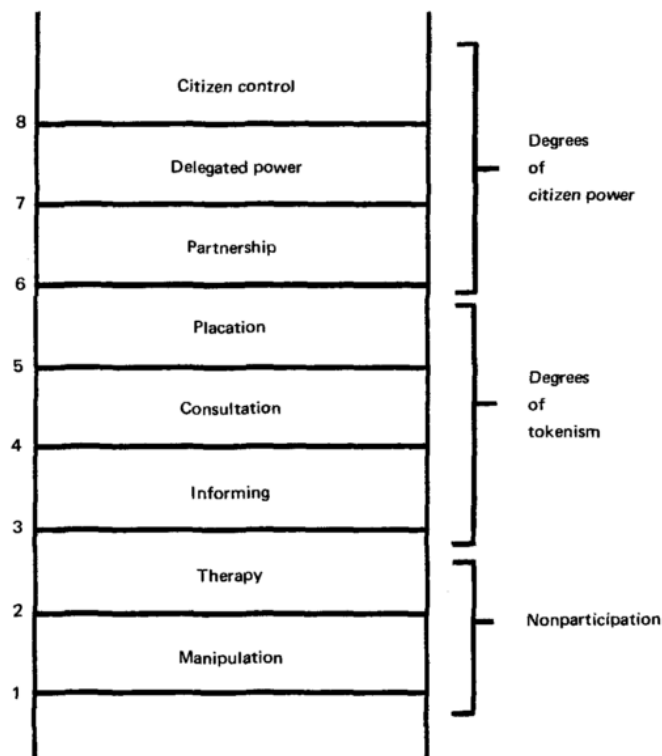 Citizen control
8
Delegated power
7
Partnership
6
Placation
5
Consultation
4
Informing
3
Therapy
2
Manipulation
1
Degrees
of
citizen power
Degrees
of
tokenism
Nonparticipation